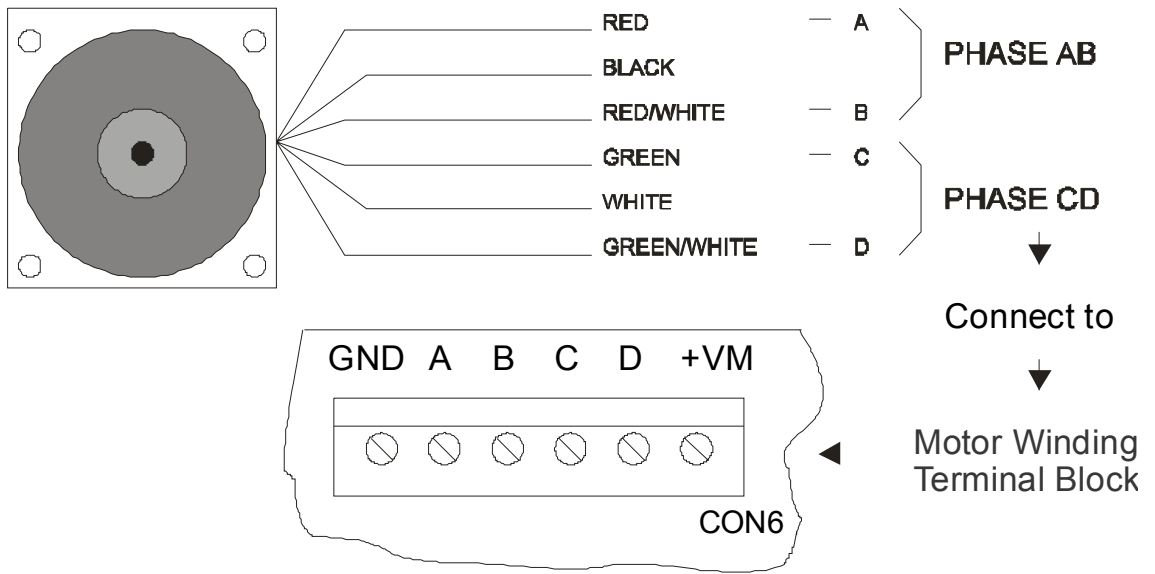 RED — A
BLACK
RED/WHITE — B
PHASE AB
GREEN — C
WHITE
GREEN/WHITE — D
PHASE CD
Connect to
Motor Winding
Terminal Block
GND A B C D +VM
CON6